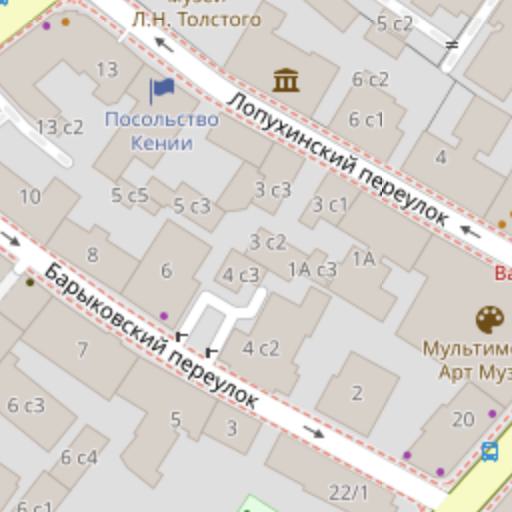 Музей
Л.Н. Толстого
5 с2
13
6 с2
Посольство
Кении
Лопухинский переулок
6 с1
13 с2
4
10
5 с5
5 с3
3 с3
3 с1
8
6
3 с2
4 с3
1А с3
1А
Ва
Барыковский переулок
7
4 с2
Мультим
Арт Муз
2
6 с3
5
3
20
6 с4
22/1
6 с1